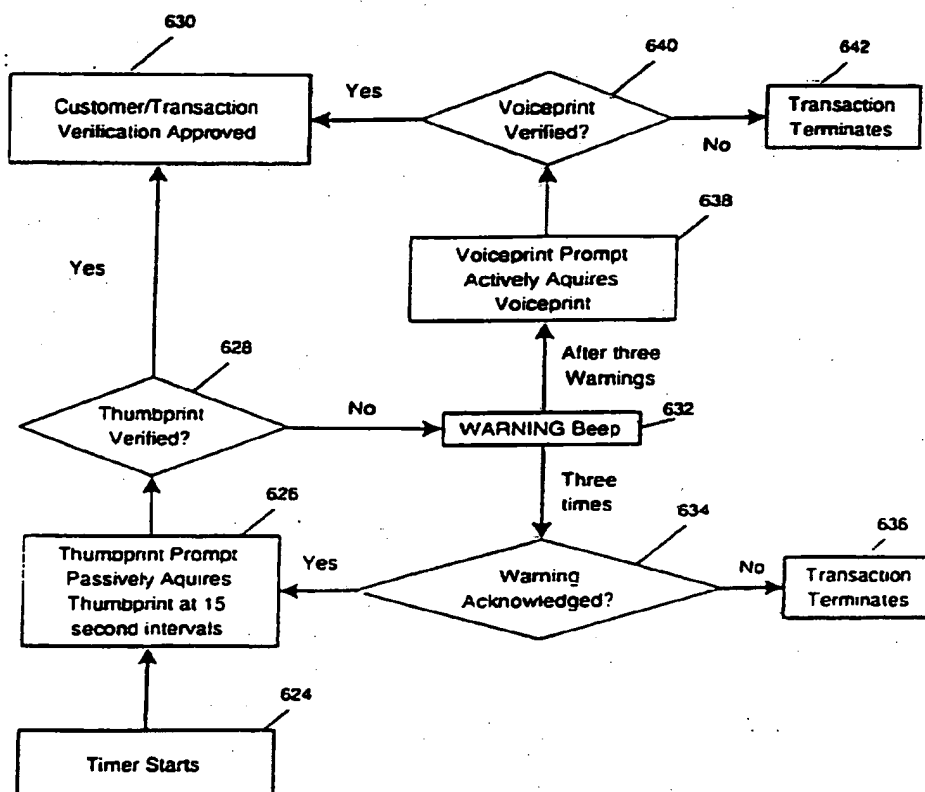 630
640
642
Customer/Transaction
Verification Approved
Yes
Voiceprint
Verified?
No
Transaction
Terminates
638
Voiceprint Prompt
Actively Aquires
Voiceprint
Yes
After three
Warnings
628
Thumbprint
Verified?
No
632
WARNING Beep
Three
times
626
634
636
Thumbprint Prompt
Passively Aquires
Thumbprint at 15
second intervals
Yes
Warning
Acknowledged?
No
Transaction
Terminates
624
Timer Starts